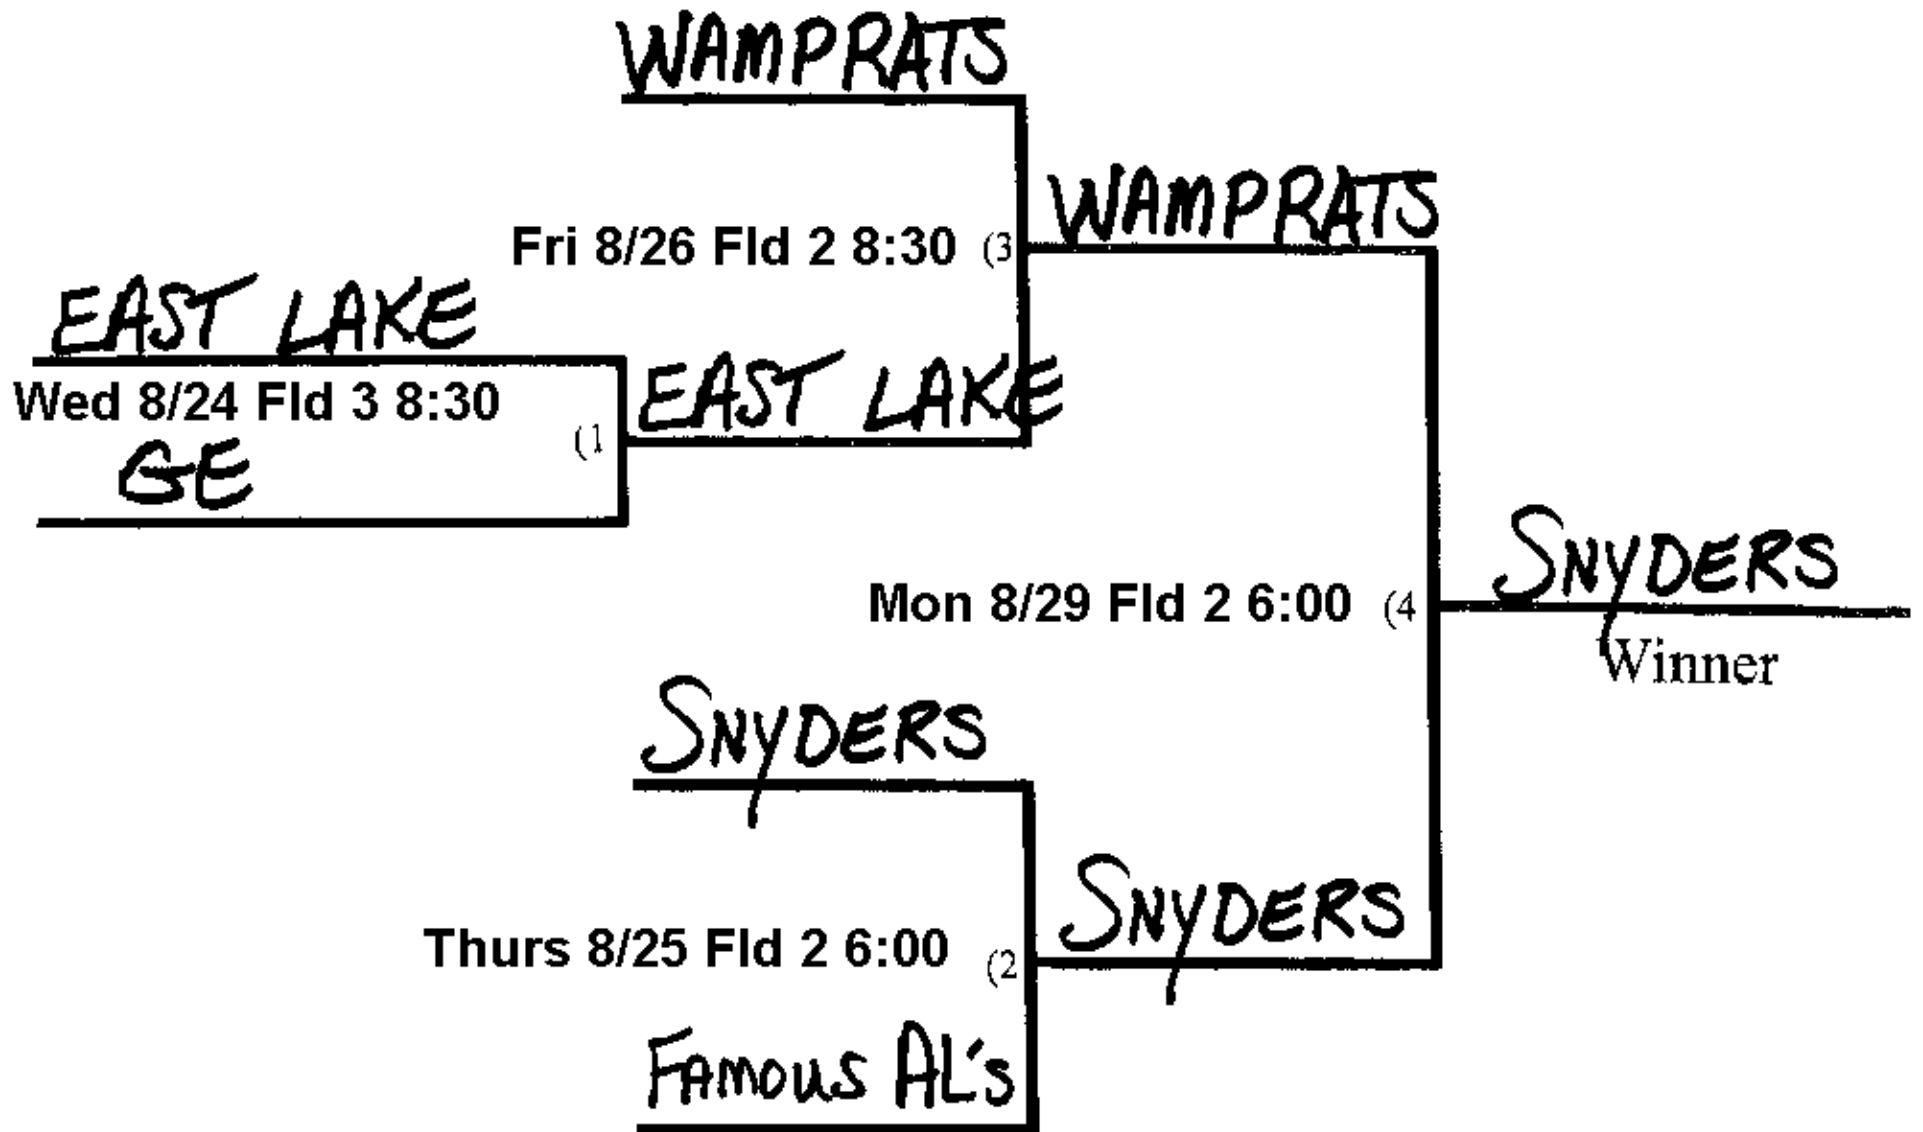 WAMPRATS
WAMPRATS
Fri 8/26 Fld 2 8:30 (3
EAST LAKE
Wed 8/24 Fld 3 8:30
EAST LAKE
(1
GE
SNYDERS
Mon 8/29 Fld 2 6:00 (4
Winner
SNYDERS
SNYDERS
Thurs 8/25 Fld 2 6:00 (2
FAMOUS AL's